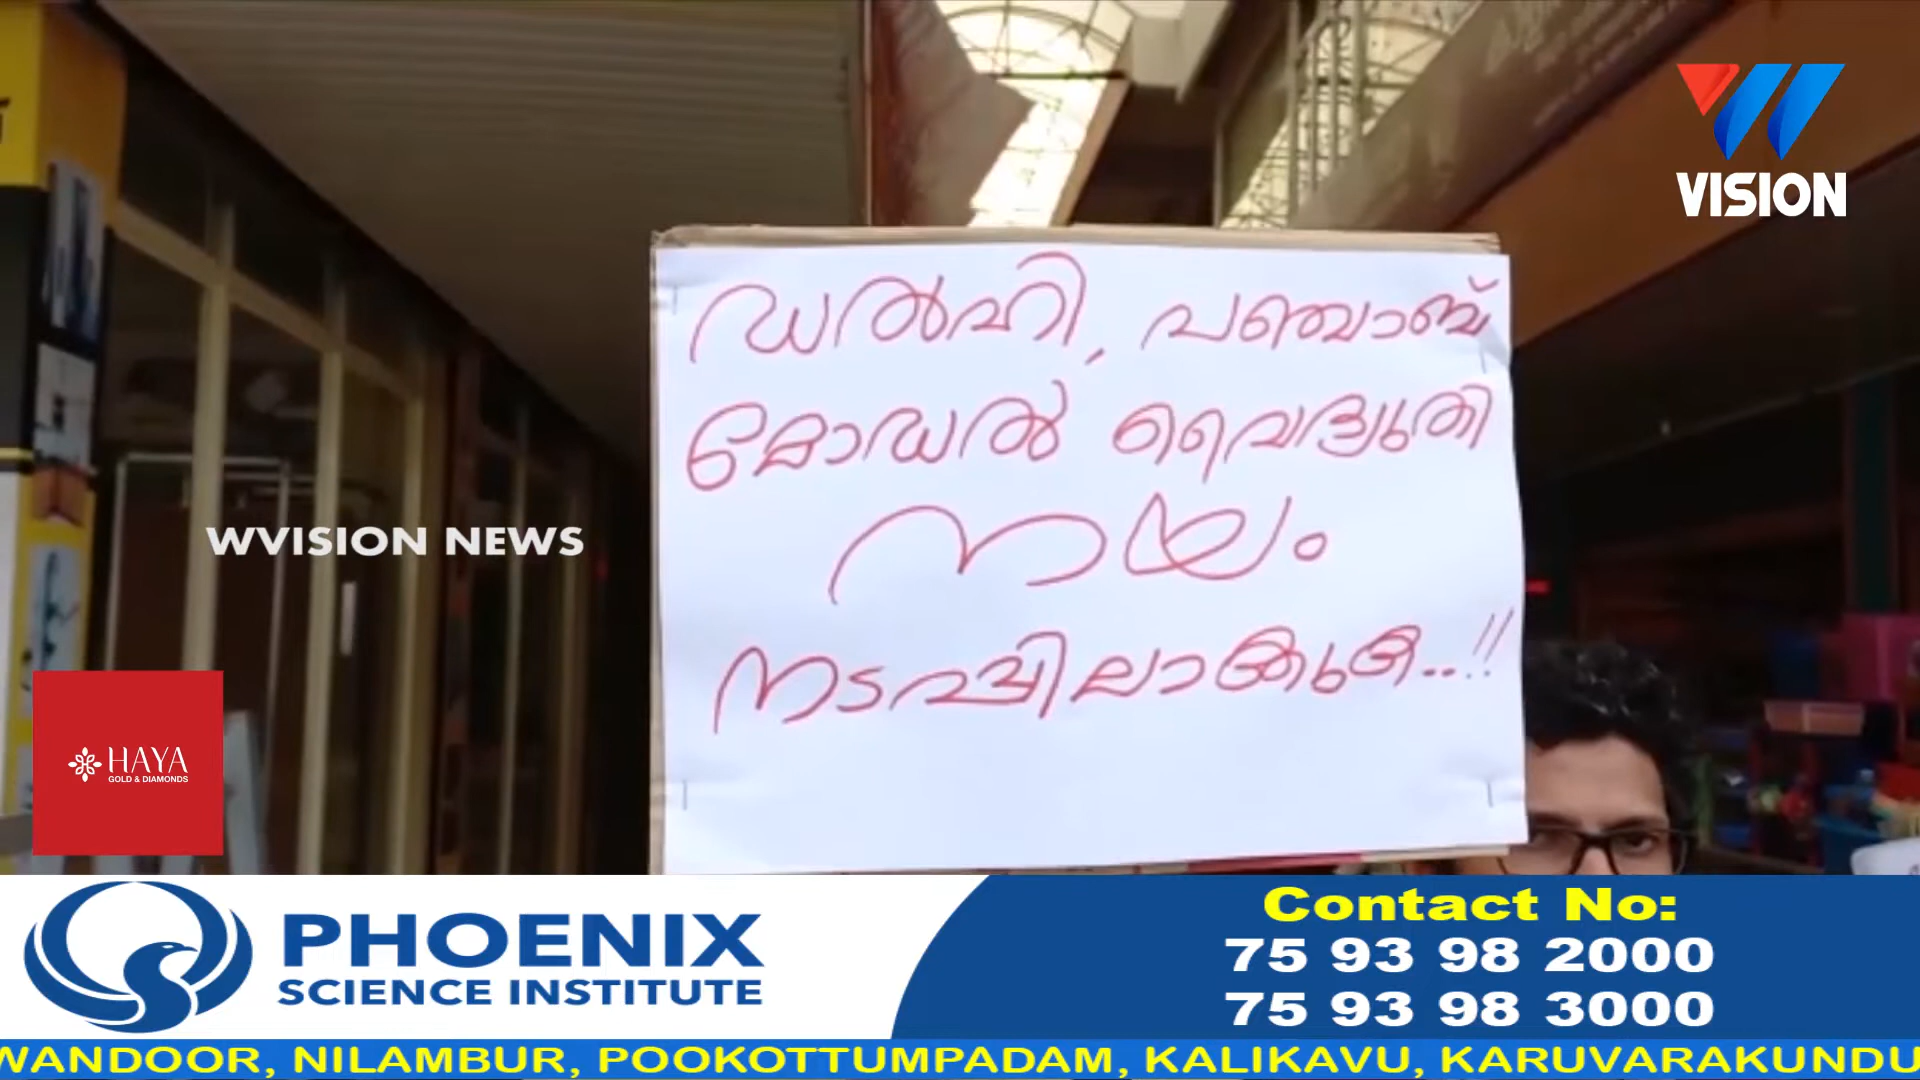 VISION
ഡൽഹി, പഞ്ചാബ്
മോഡൽ വൈദ്യുതി
നയം
നടപ്പിലാക്കുക..!!
WVISION NEWS
HAYA
GOLD & DIAMONDS
PHOENIX
SCIENCE INSTITUTE
Contact No:
75 93 98 2000
75 93 98 3000
WANDOOR, NILAMBUR, POOKOTTUMPADAM, KALIKAVU, KARUVARAKUNDU